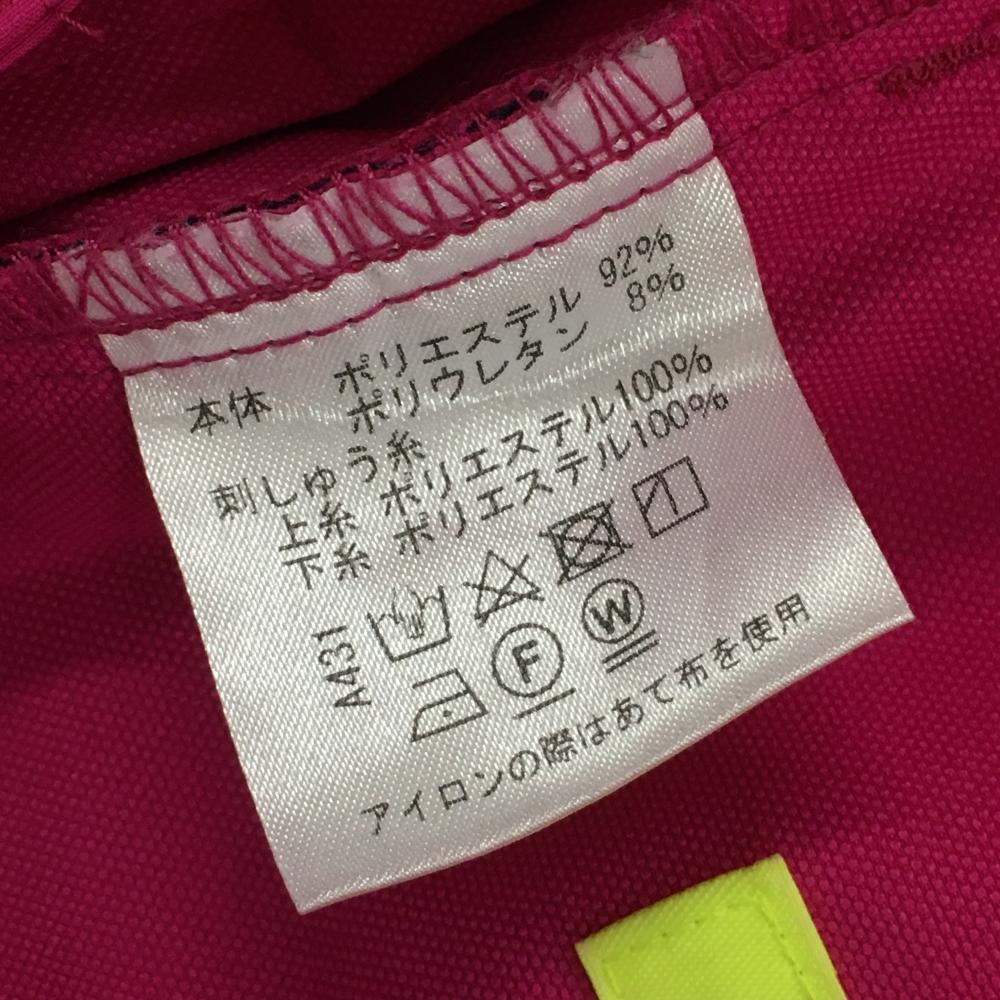 本体 ポリエステル 92%
ポリウレタン 8%
刺しゅう糸
上糸 ポリエステル100%
下糸 ポリエステル100%
A431
F W
アイロンの際はあて布を使用